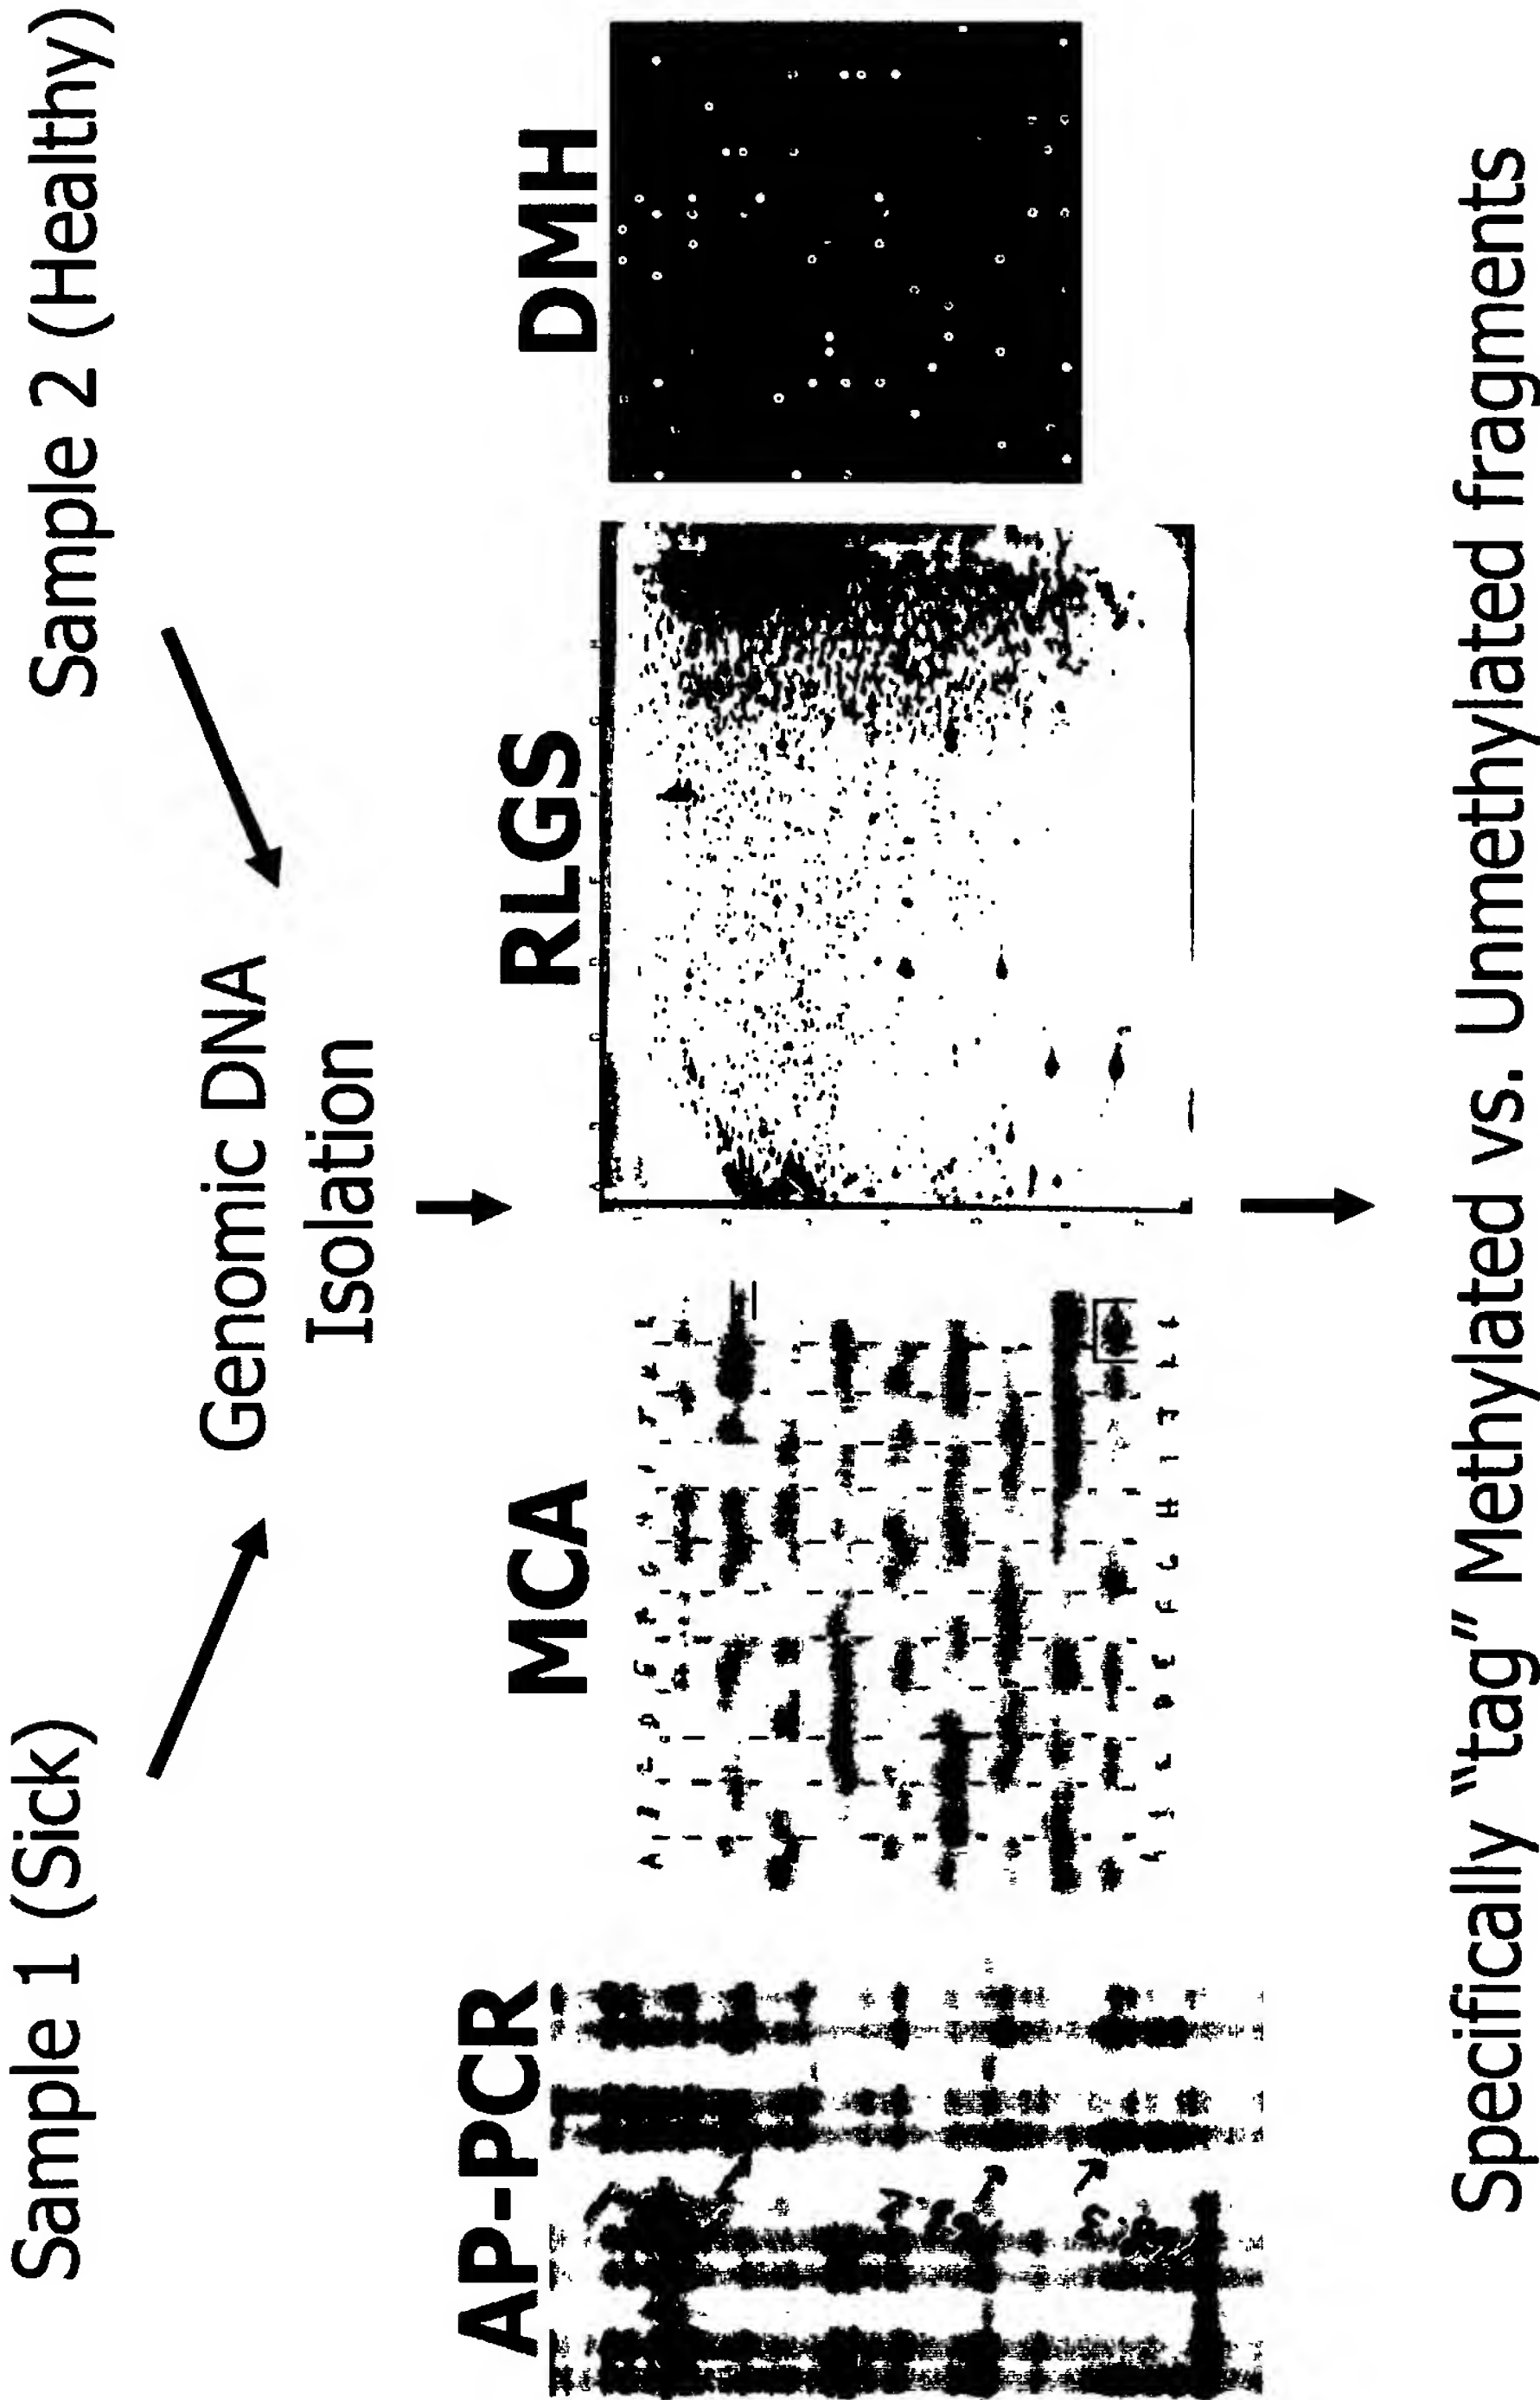 Sample 1 (Sick)
Sample 2 (Healthy)
Genomic DNA
Isolation
AP-PCR
MCA
RLGS
DMH
Specifically “tag” Methylated vs. Unmethylated fragments